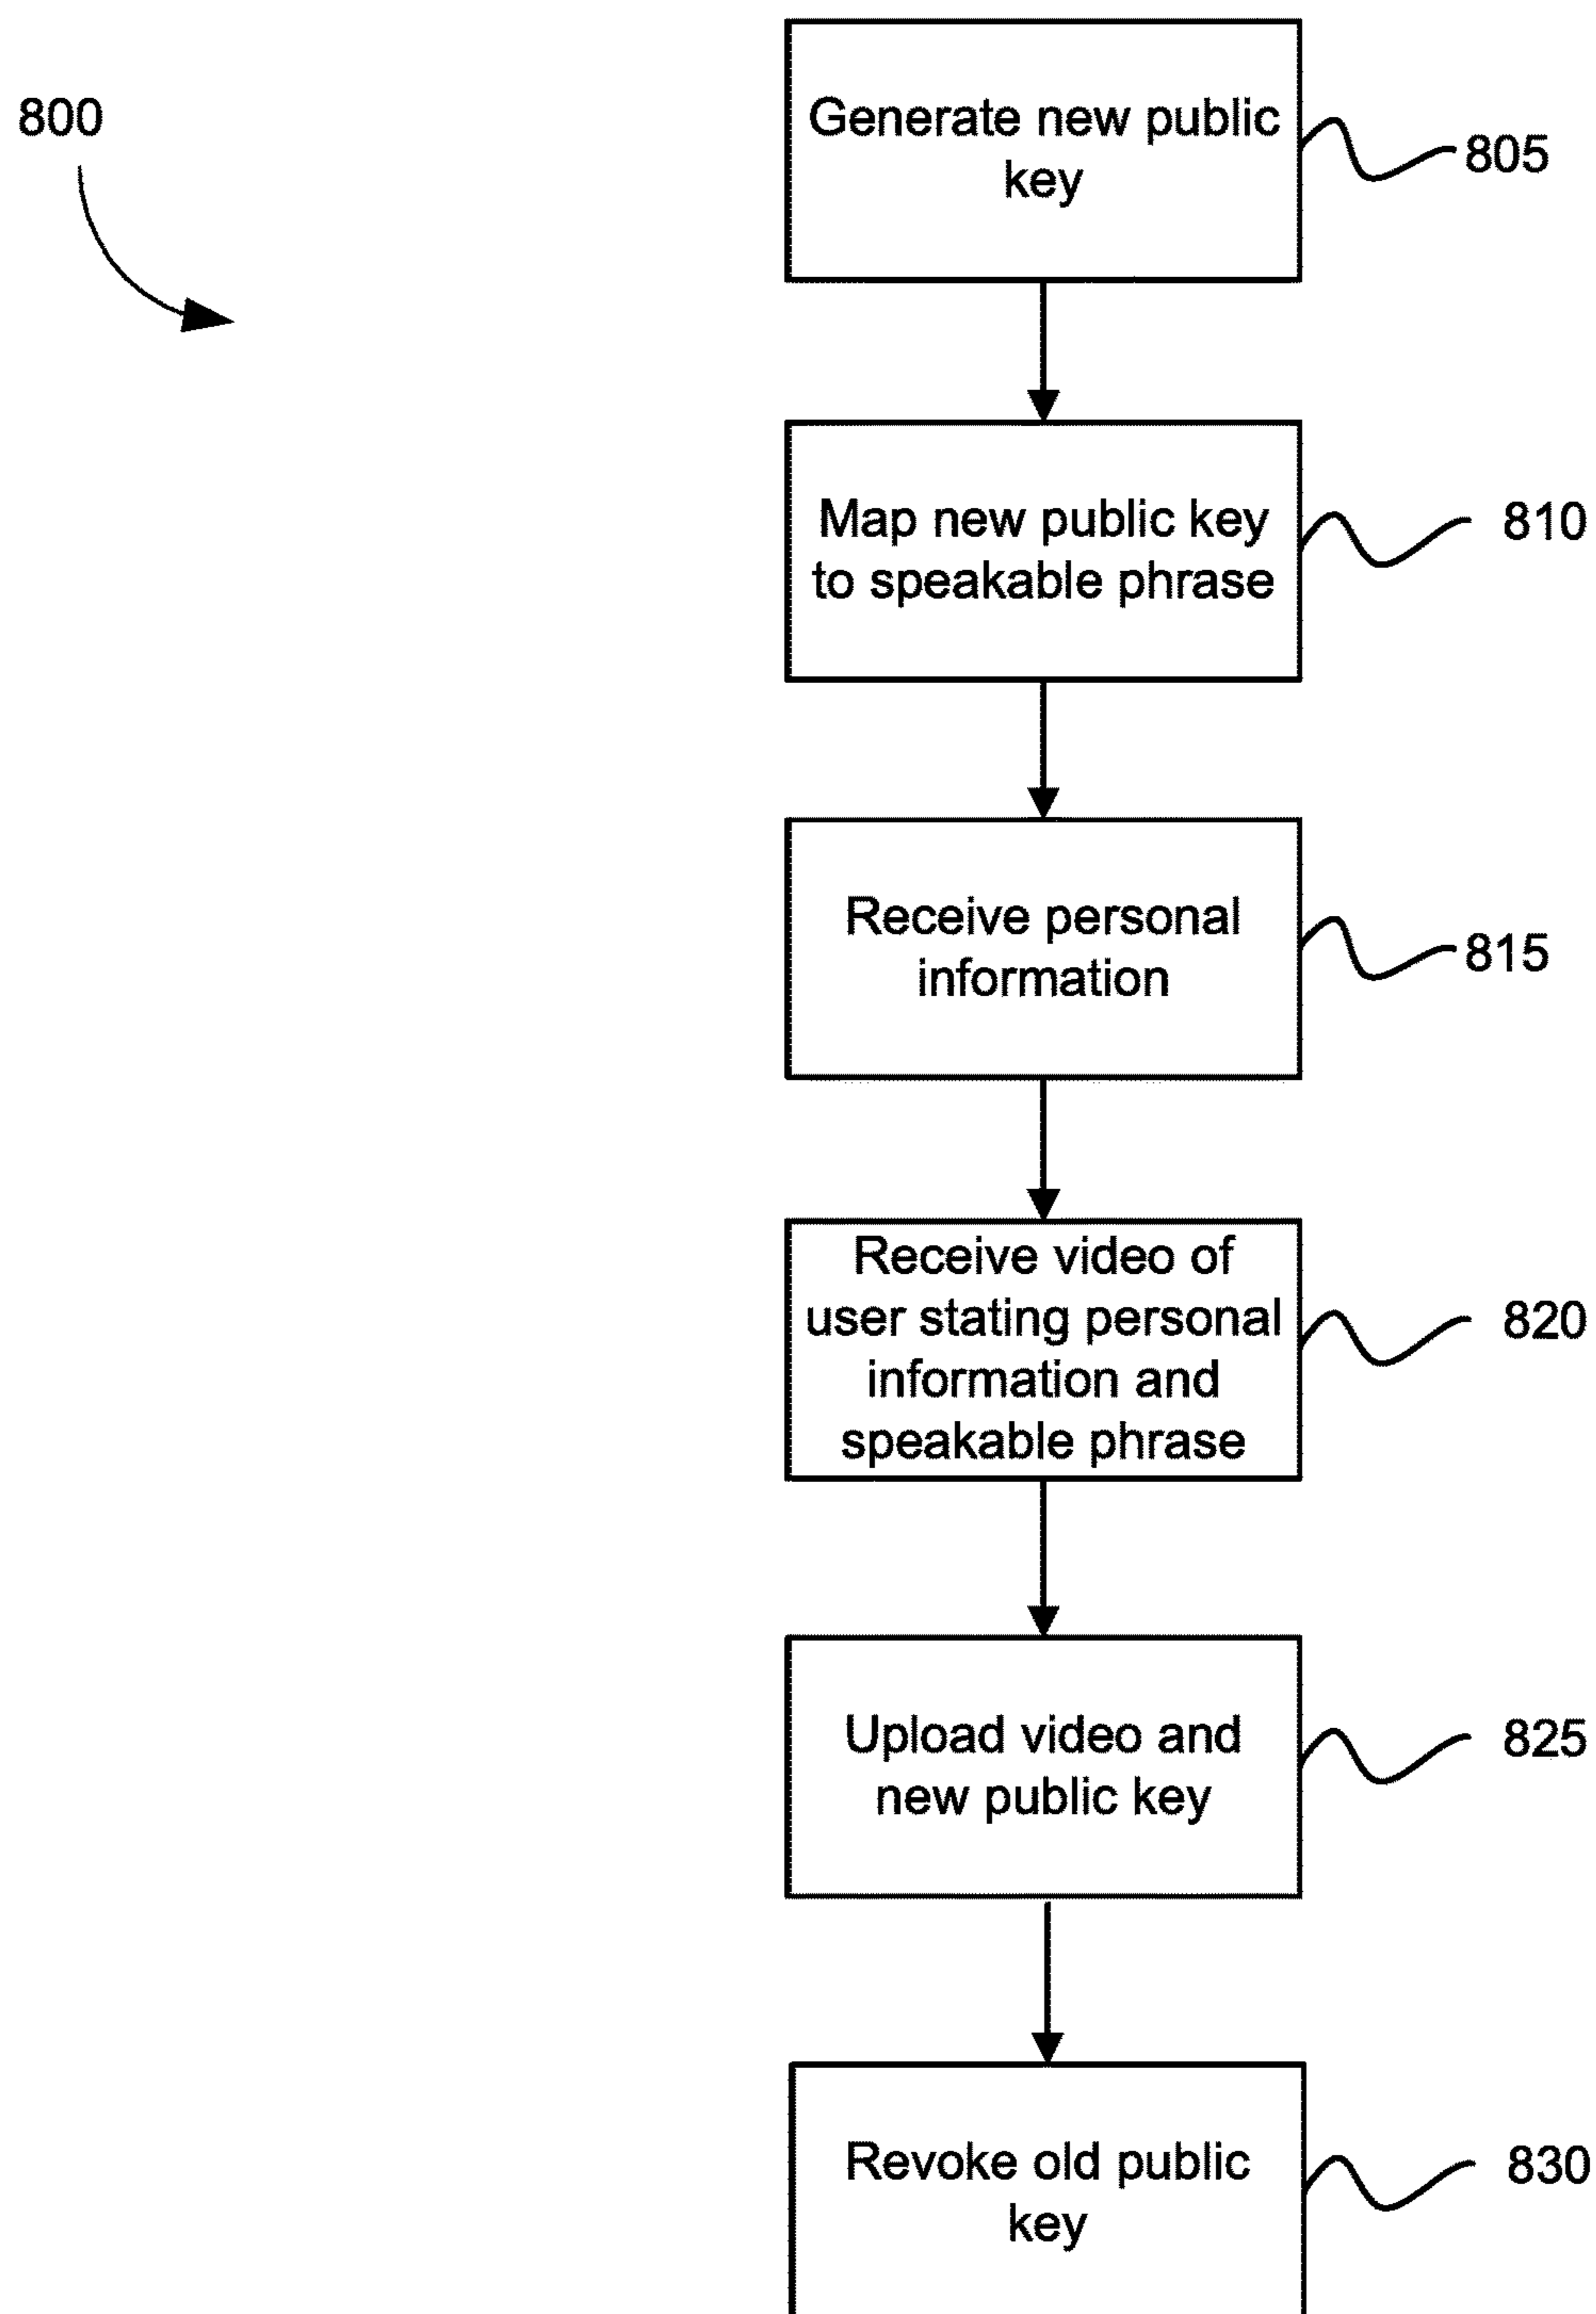 800
Generate new public
key
805
Map new public key
to speakable phrase
810
Receive personal
information
815
Receive video of
user stating personal
information and
speakable phrase
820
Upload video and
new public key
825
Revoke old public
key
830